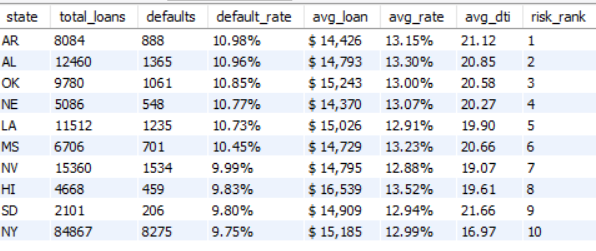 state total_loans defaults default_rate avg_loan avg_rate avg_dti risk_rank
AR 8084 888 10.98% $ 14,426 13.15% 21.12 1
AL 12460 1365 10.96% $ 14,793 13.30% 20.85 2
OK 9780 1061 10.85% $ 15,243 13.00% 20.58 3
NE 5086 548 10.77% $ 14,370 13.07% 20.27 4
LA 11512 1235 10.73% $ 15,026 12.91% 19.90 5
MS 6706 701 10.45% $ 14,729 13.23% 20.66 6
NV 15360 1534 9.99% $ 14,795 12.88% 19.07 7
HI 4668 459 9.83% $ 16,539 13.52% 19.61 8
SD 2101 206 9.80% $ 14,909 12.94% 21.66 9
NY 84867 8275 9.75% $ 15,185 12.99% 16.97 10